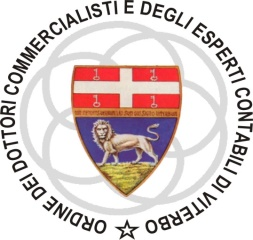 ORDINE DEI DOTTORI COMMERCIALISTI E DEGLI ESPERTI CONTABILI DI VITERBO